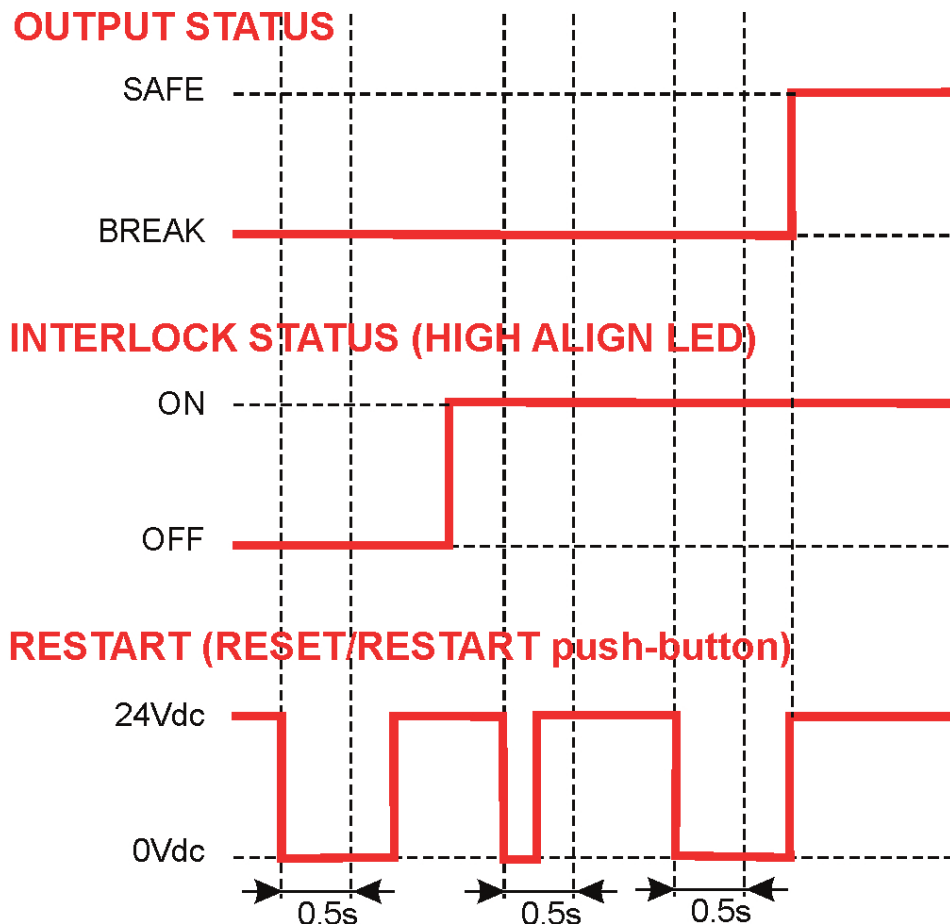 OUTPUT STATUS
SAFE
BREAK
INTERLOCK STATUS (HIGH ALIGN LED)
ON
OFF
RESTART (RESET/RESTART push-button)
24Vdc
0Vdc
0.5s 0.5s 0.5s